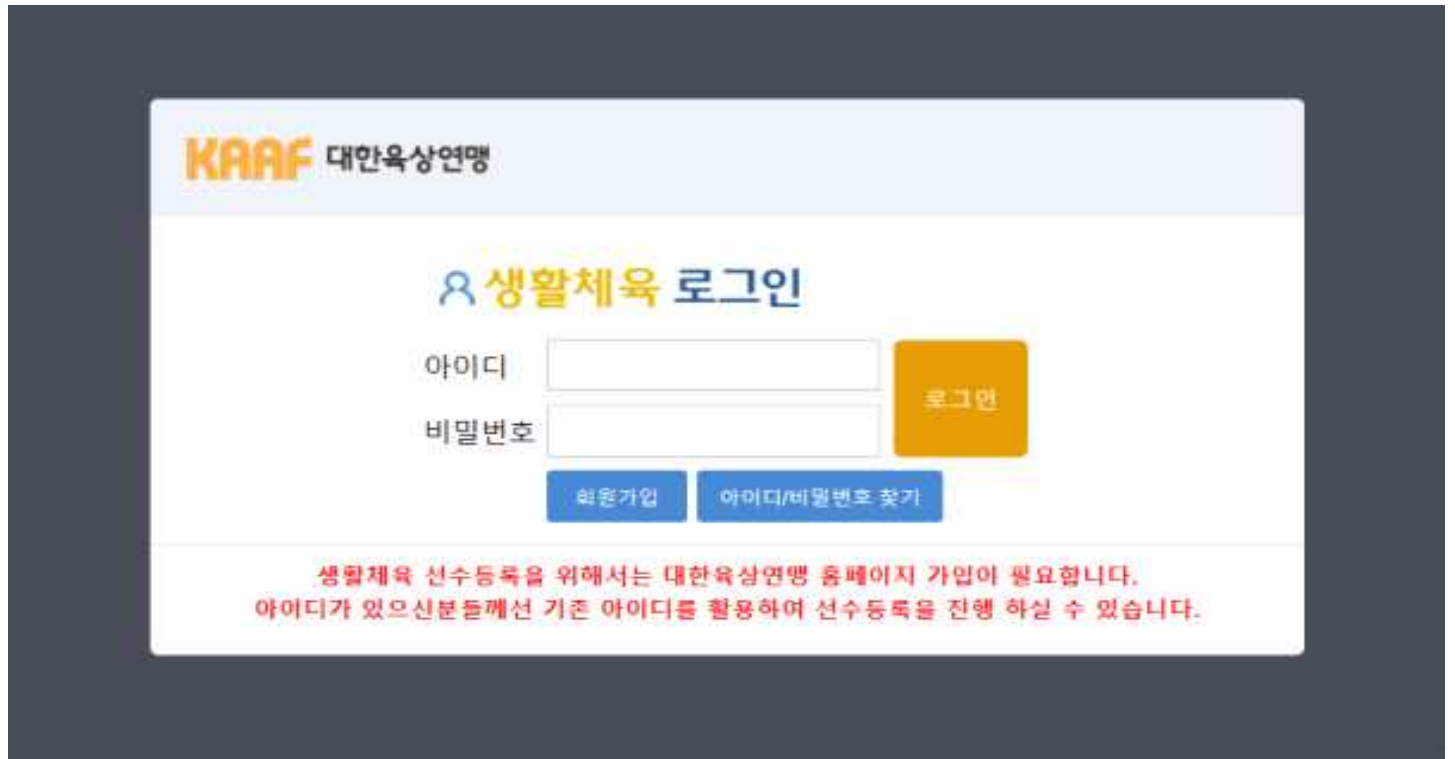 KAAF 대한육상연맹
생활체육 로그인
아이디
로그인
비밀번호
회원가입 아이디/비밀번호 찾기
생활체육 선수등록을 위해서는 대한육상연맹 홈페이지 가입이 필요합니다.
아이디가 있으신분들께선 기존 아이디를 활용하여 선수등록을 진행 하실 수 있습니다.